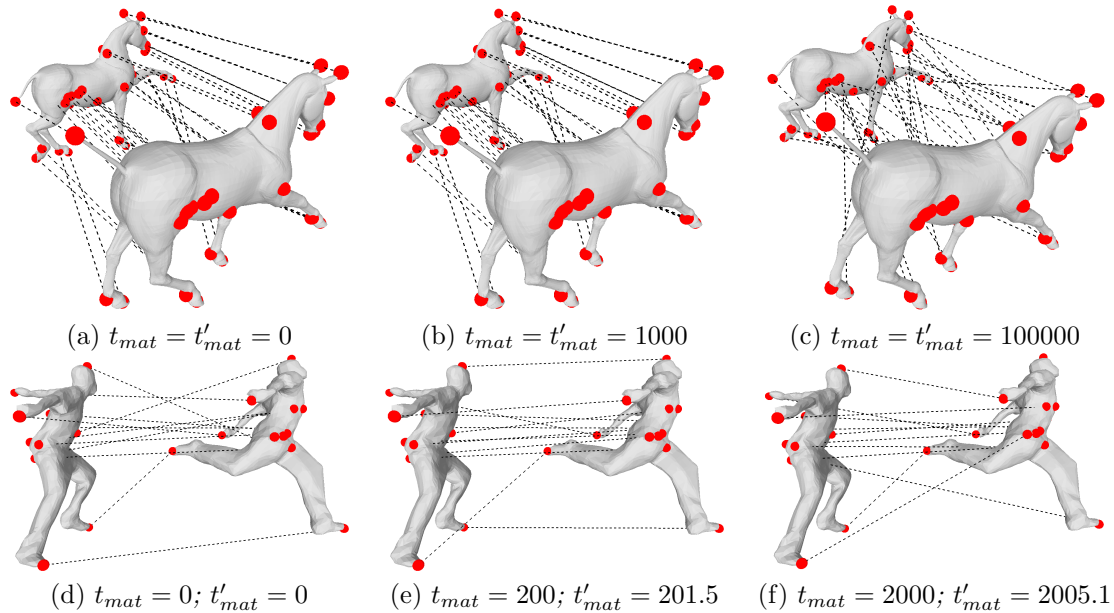 (a) t_mat = t'_mat = 0
(b) t_mat = t'_mat = 1000
(c) t_mat = t'_mat = 100000
(d) t_mat = 0; t'_mat = 0
(e) t_mat = 200; t'_mat = 201.5
(f) t_mat = 2000; t'_mat = 2005.1